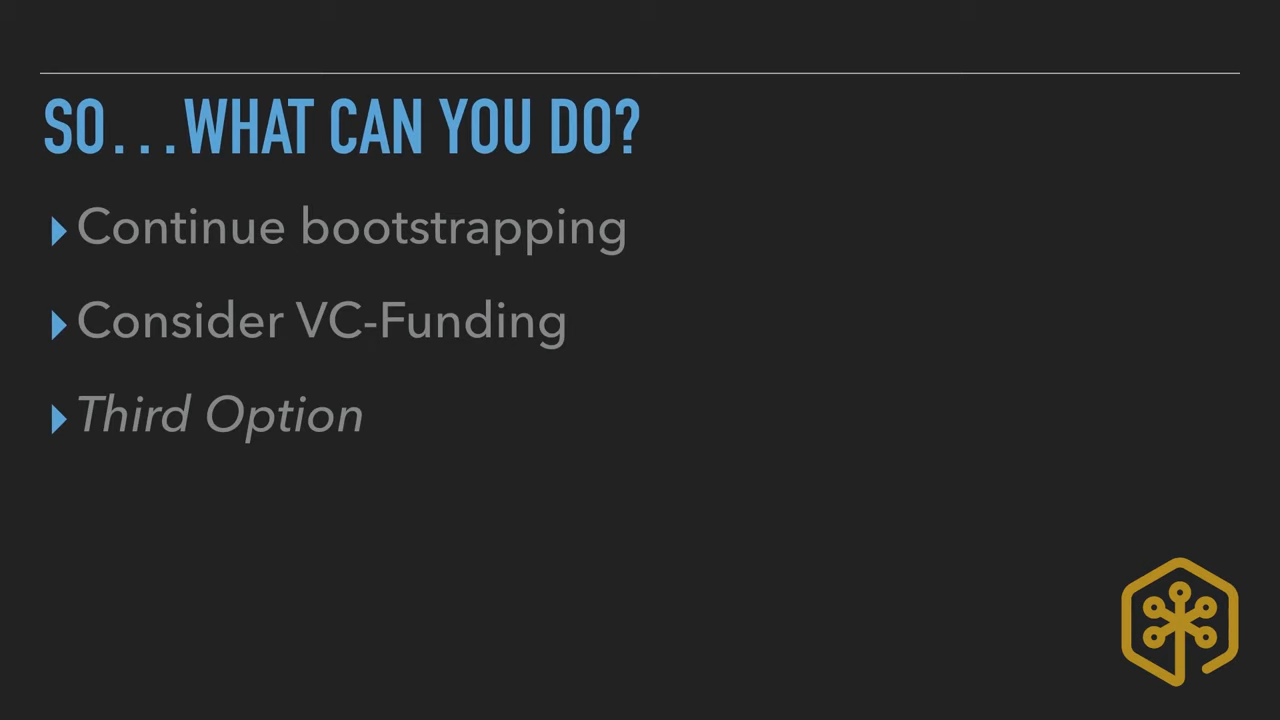 SO...WHAT CAN YOU DO?
Continue bootstrapping
Consider VC-Funding
Third Option